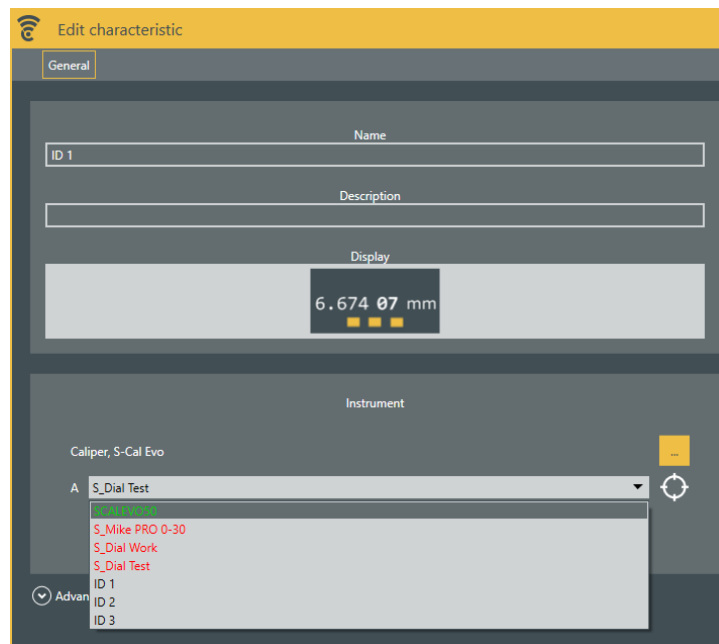 Edit characteristic
General
Name
ID 1
Description
Display
6.674 07 mm
Instrument
Caliper, S-Cal Evo
...
A S_Dial Test
SCALEVO50
S_Mike PRO 0-30
S_Dial Work
S_Dial Test
ID 1
Advan
ID 2
ID 3